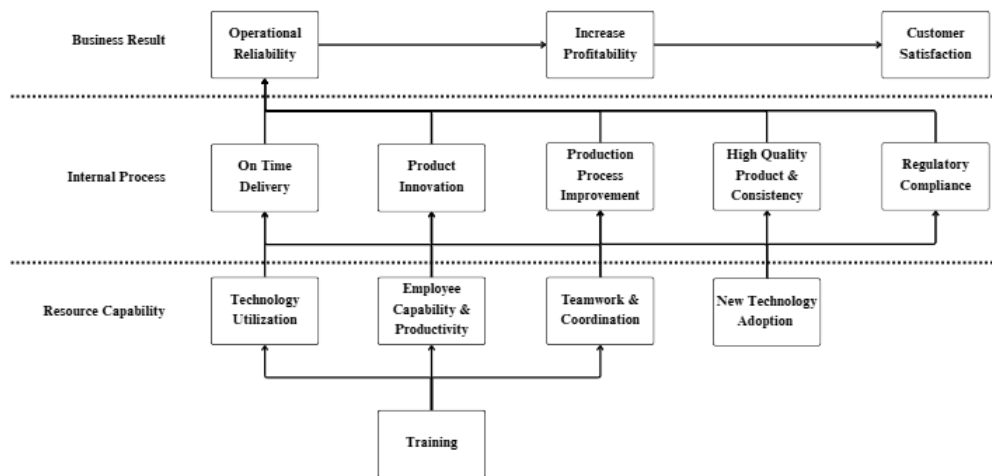 Business Result
Operational
Reliability
Increase
Profitability
Customer
Satisfaction
Internal Process
On Time
Delivery
Product
Innovation
Production
Process
Improvement
High Quality
Product &
Consistency
Regulatory
Compliance
Resource Capability
Technology
Utilization
Employee
Capability &
Productivity
Teamwork &
Coordination
New Technology
Adoption
Training